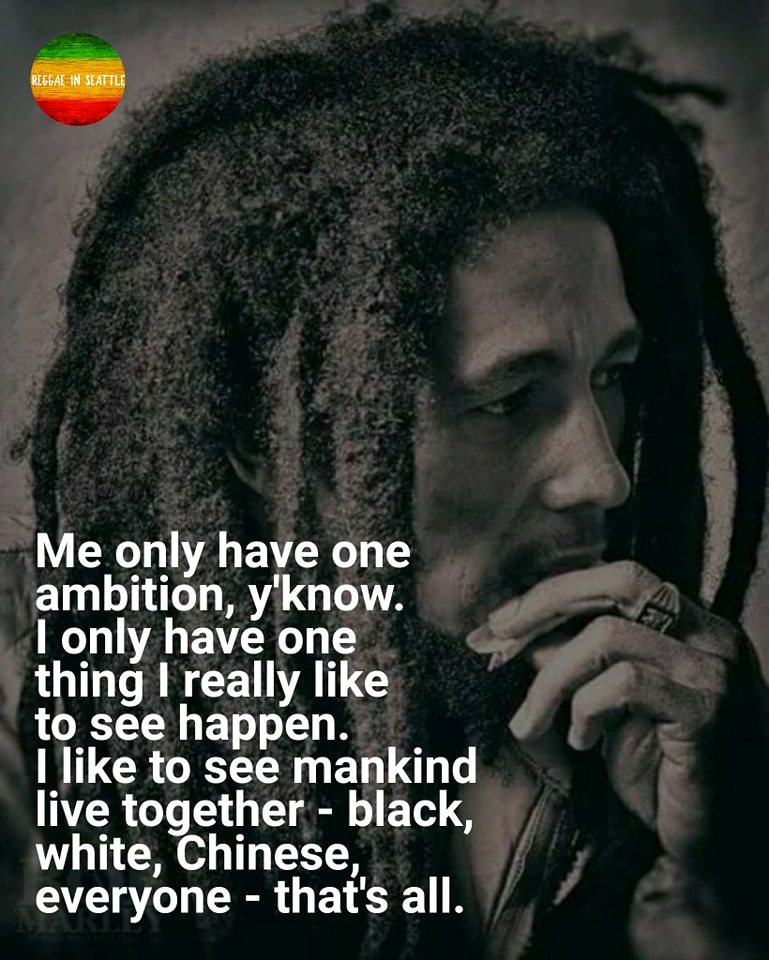 REGGAE IN SEATTLE
Me only have one
ambition, y'know.
I only have one
thing I really like
to see happen.
I like to see mankind
live together - black,
white, Chinese,
everyone - that's all.
MARLEY